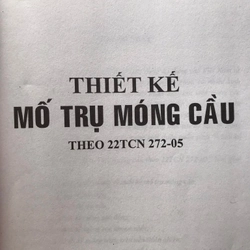 THIẾT KẾ
MỐ TRỤ MÓNG CẦU
THEO 22TCN 272-05